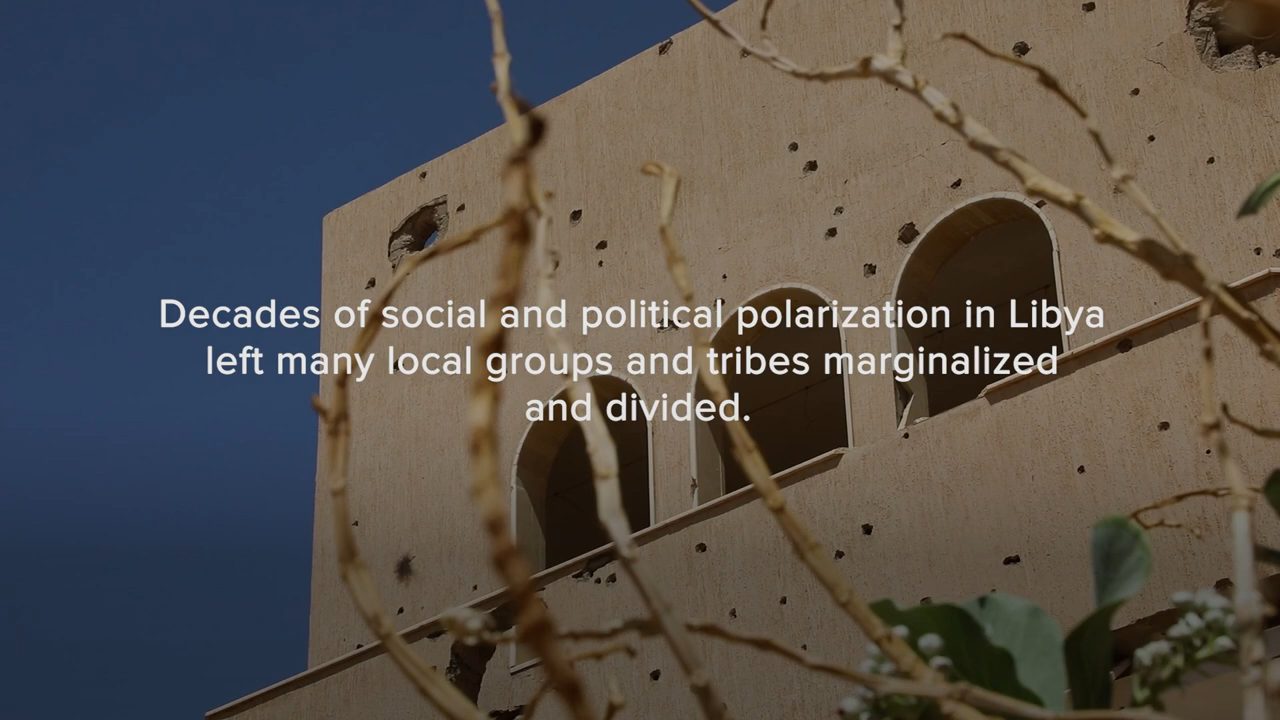 Decades of social and political polarization in Libya
left many local groups and tribes marginalized
and divided.